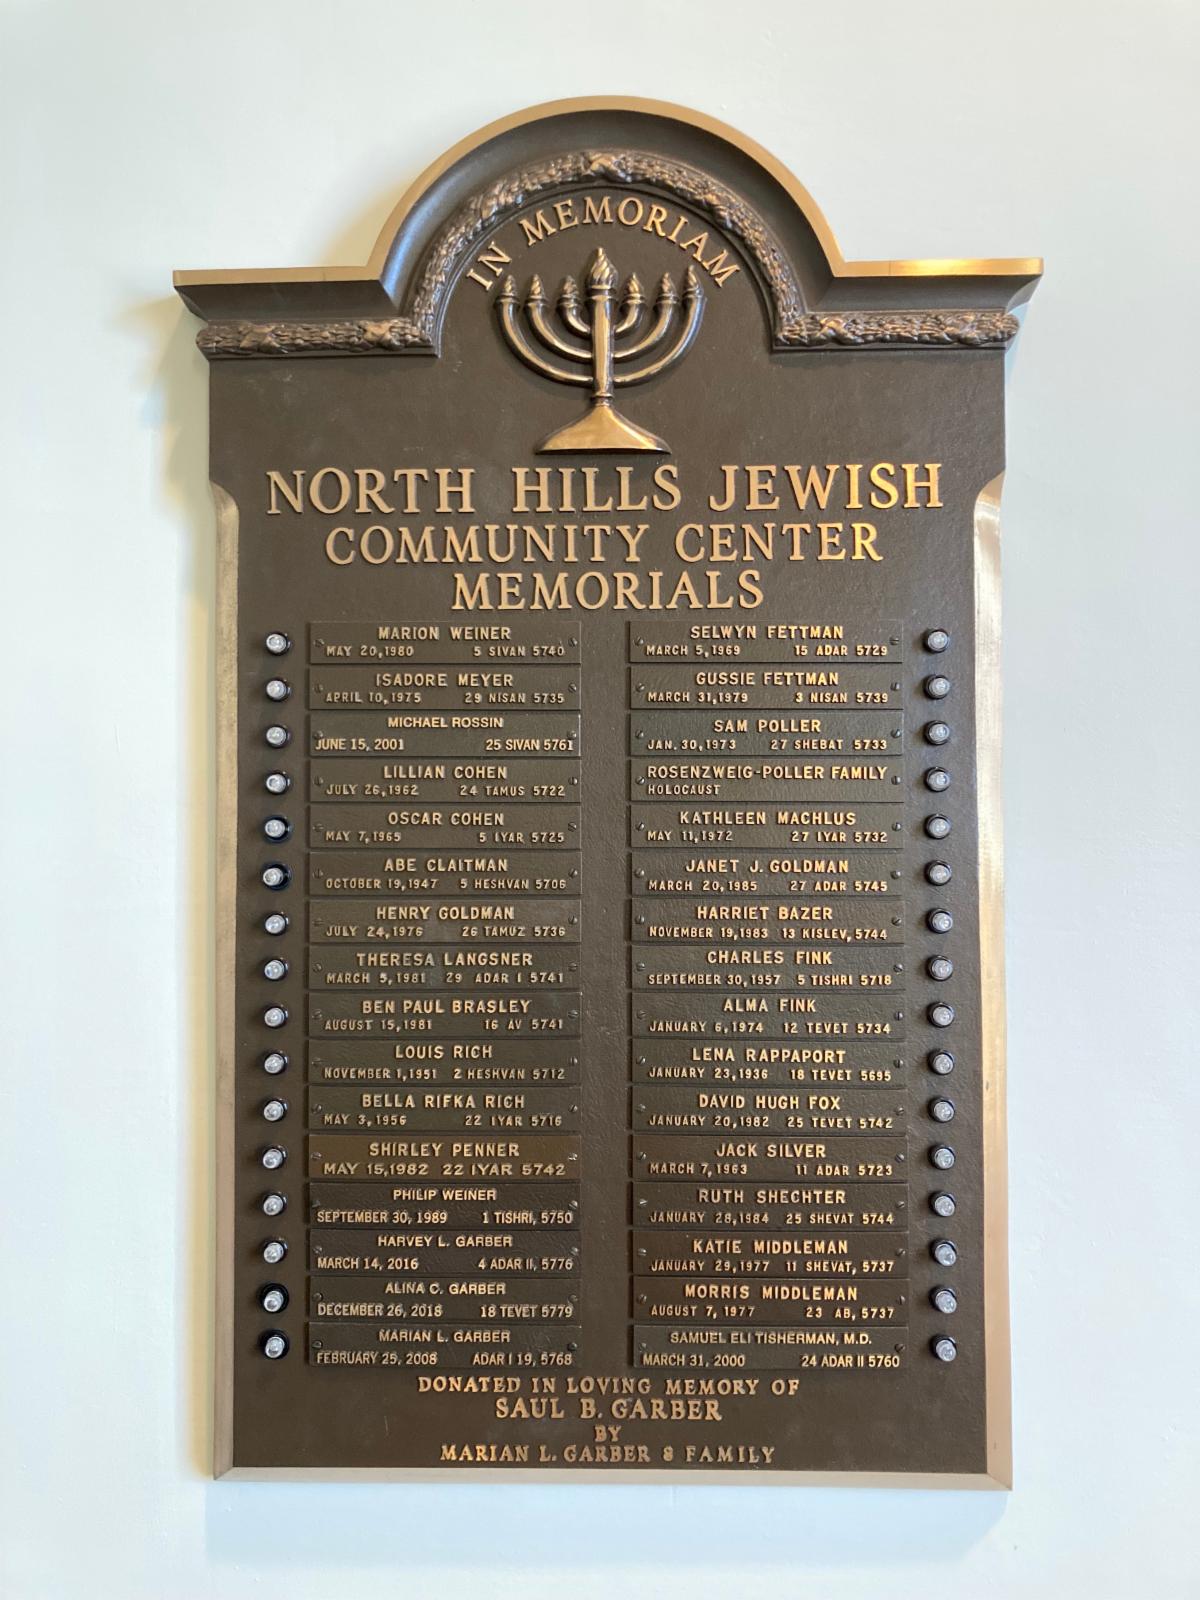 IN MEMORIAM
NORTH HILLS JEWISH
COMMUNITY CENTER
MEMORIALS
MARION WEINER
MAY 20,1980 5 SIVAN 5740
ISADORE MEYER
APRIL 10,1975 29 NISAN 5735
MICHAEL ROSSIN
JUNE 15, 2001 25 SIVAN 5761
LILLIAN COHEN
JULY 26,1962 24 TAMUS 5722
OSCAR COHEN
MAY 7,1965 5 IYAR 5725
ABE CLAITMAN
OCTOBER 19,1947 5 HESHVAN 5706
HENRY GOLDMAN
JULY 24,1976 26 TAMUZ 5736
THERESA LANGSNER
MARCH 5,1981 29 ADAR I 5741
BEN PAUL BRASLEY
AUGUST 15,1981 16 AV 5741
LOUIS RICH
NOVEMBER 1,1951 2 HESHVAN 5712
BELLA RIFKA RICH
MAY 3,1956 22 IYAR 5716
SHIRLEY PENNER
MAY 15,1982 22 IYAR 5742
PHILIP WEINER
SEPTEMBER 30, 1989 1 TISHRI, 5750
HARVEY L. GARBER
MARCH 14, 2016 4 ADAR II, 5776
ALINA C. GARBER
DECEMBER 26, 2018 18 TEVET 5779
MARIAN L. GARBER
FEBRUARY 25, 2008 ADAR I 19, 5768
SELWYN FETTMAN
MARCH 5,1969 15 ADAR 5729
GUSSIE FETTMAN
MARCH 31,1979 3 NISAN 5739
SAM POLLER
JAN. 30,1973 27 SHEBAT 5733
ROSENZWEIG-POLLER FAMILY
HOLOCAUST
KATHLEEN MACHLUS
MAY 11,1972 27 IYAR 5732
JANET J. GOLDMAN
MARCH 20,1985 27 ADAR 5745
HARRIET BAZER
NOVEMBER 19,1983 13 KISLEV, 5744
CHARLES FINK
SEPTEMBER 30,1957 5 TISHRI 5718
ALMA FINK
JANUARY 6,1974 12 TEVET 5734
LENA RAPPAPORT
JANUARY 23,1936 18 TEVET 5695
DAVID HUGH FOX
JANUARY 20,1982 25 TEVET 5742
JACK SILVER
MARCH 7,1963 11 ADAR 5723
RUTH SHECHTER
JANUARY 28,1984 25 SHEVAT 5744
KATIE MIDDLEMAN
JANUARY 29,1977 11 SHEVAT, 5737
MORRIS MIDDLEMAN
AUGUST 7, 1977 23 AB, 5737
SAMUEL ELI TISHERMAN, M.D.
MARCH 31, 2000 24 ADAR II 5760
DONATED IN LOVING MEMORY OF
SAUL B. GARBER
BY
MARIAN L. GARBER & FAMILY